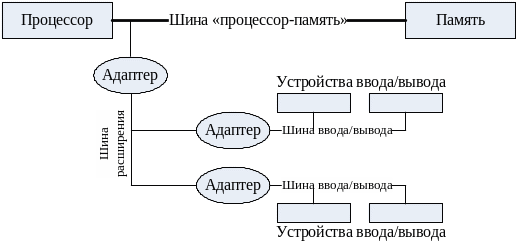 Процессор
Шина «процессор-память»
Память
Адаптер
Устройства ввода/вывода
Шина
расширения
Адаптер
Шина ввода/вывода
Адаптер
Шина ввода/вывода
Устройства ввода/вывода